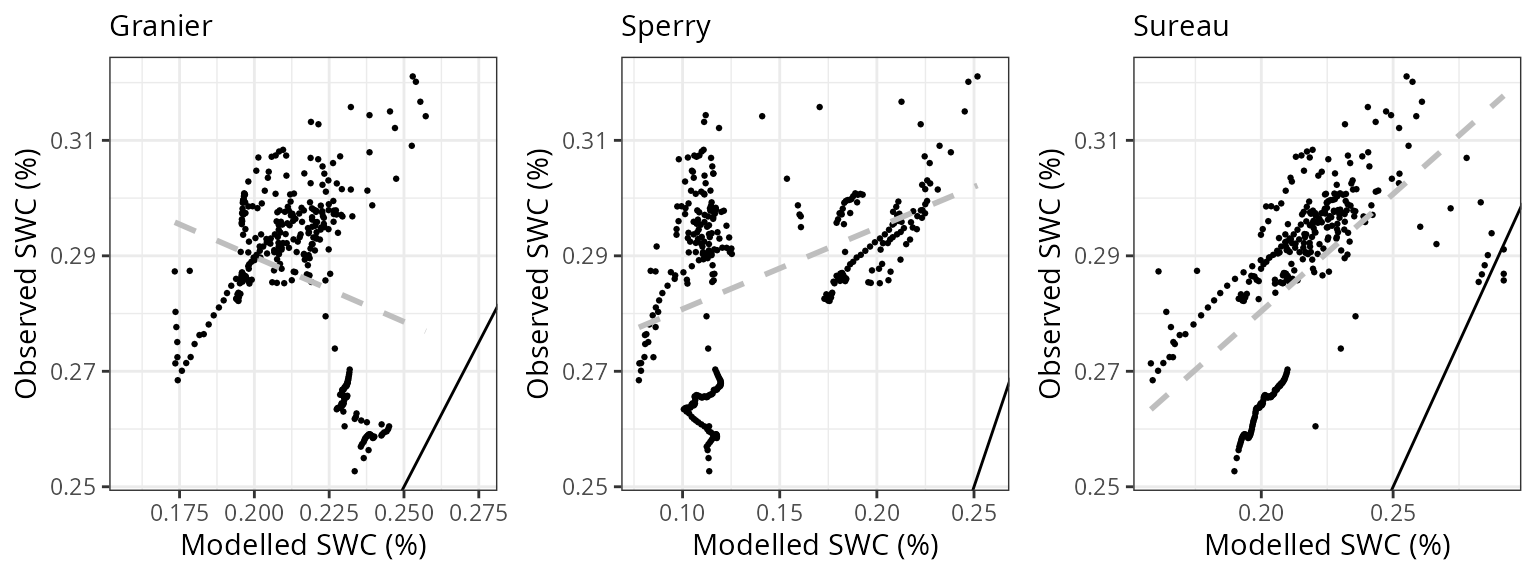 Granier
Sperry
Sureau
Observed SWC (%)
0.31
0.29
0.27
0.25
0.175 0.200 0.225 0.250 0.275
Modelled SWC (%)
Observed SWC (%)
0.31
0.29
0.27
0.25
0.10 0.15 0.20 0.25
Modelled SWC (%)
Observed SWC (%)
0.31
0.29
0.27
0.25
0.20 0.25
Modelled SWC (%)